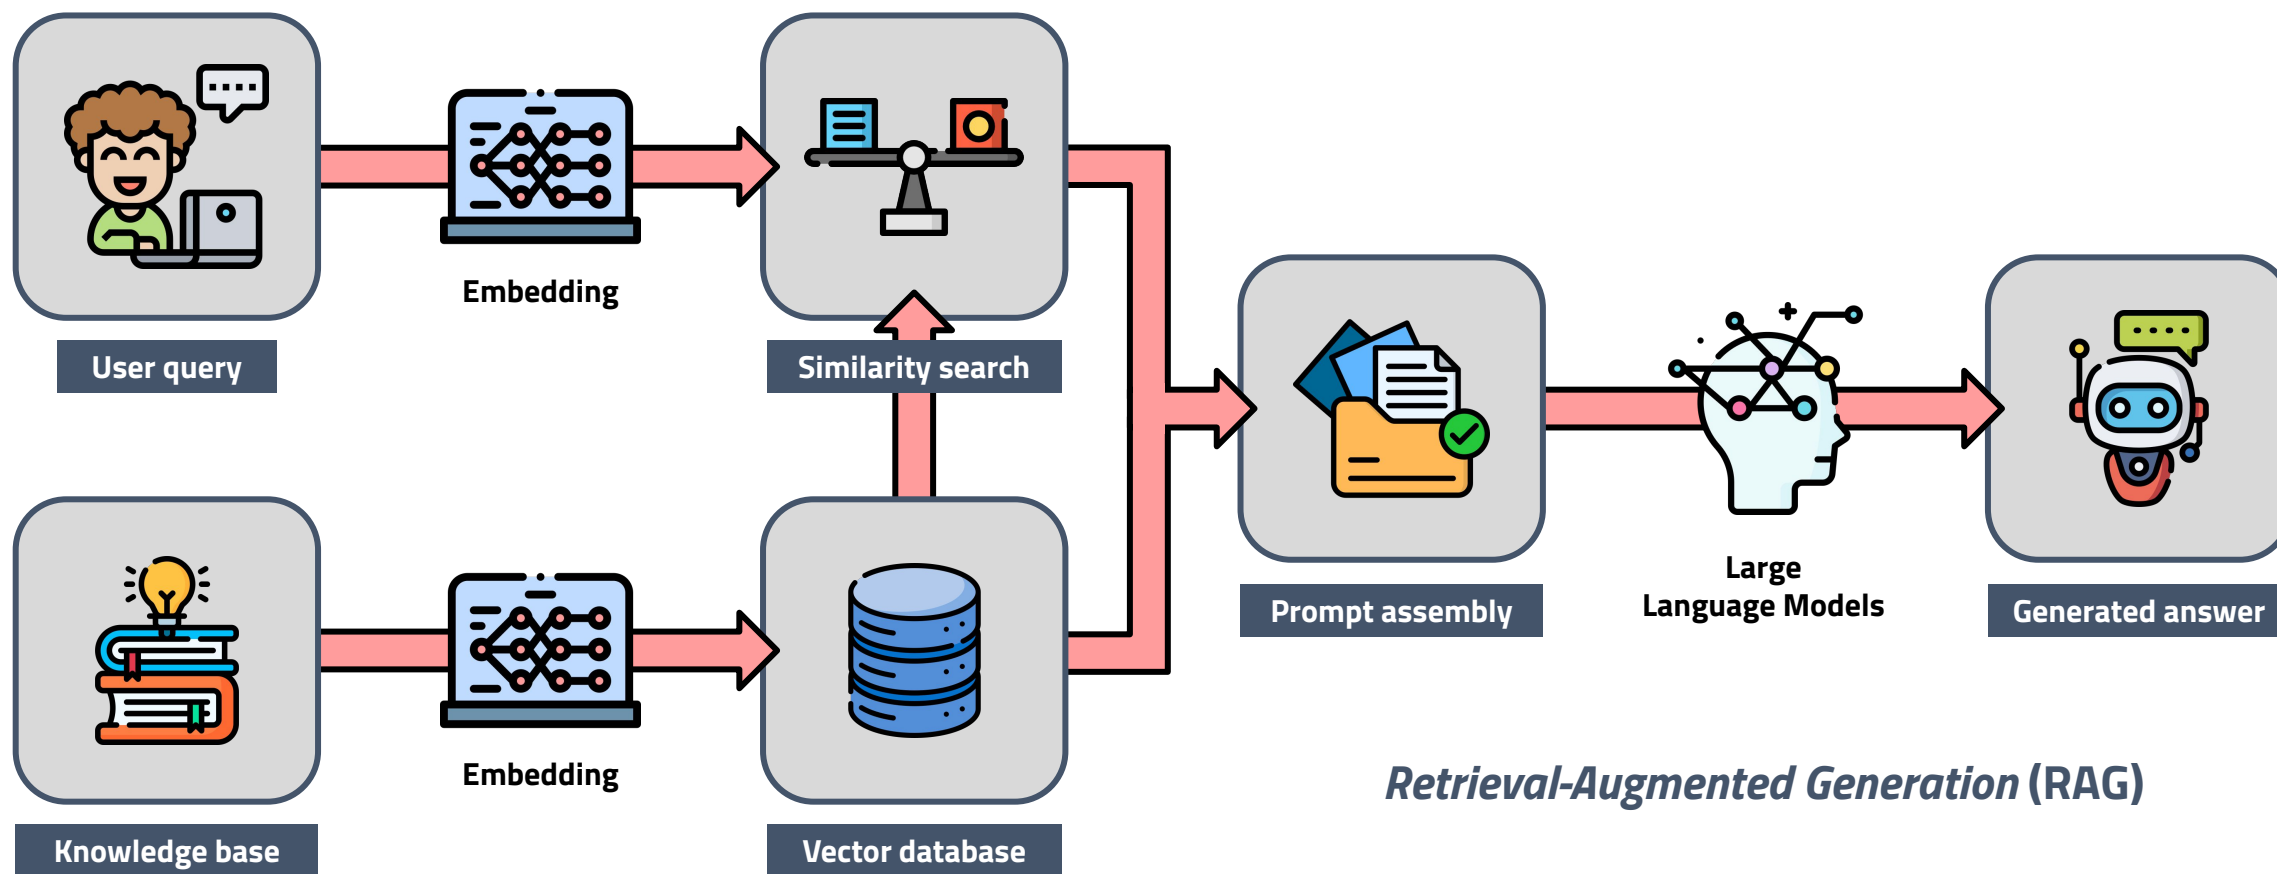 Embedding
User query
Similarity search
Large
Language Models
Prompt assembly
Generated answer
Embedding
Retrieval-Augmented Generation (RAG)
Knowledge base
Vector database